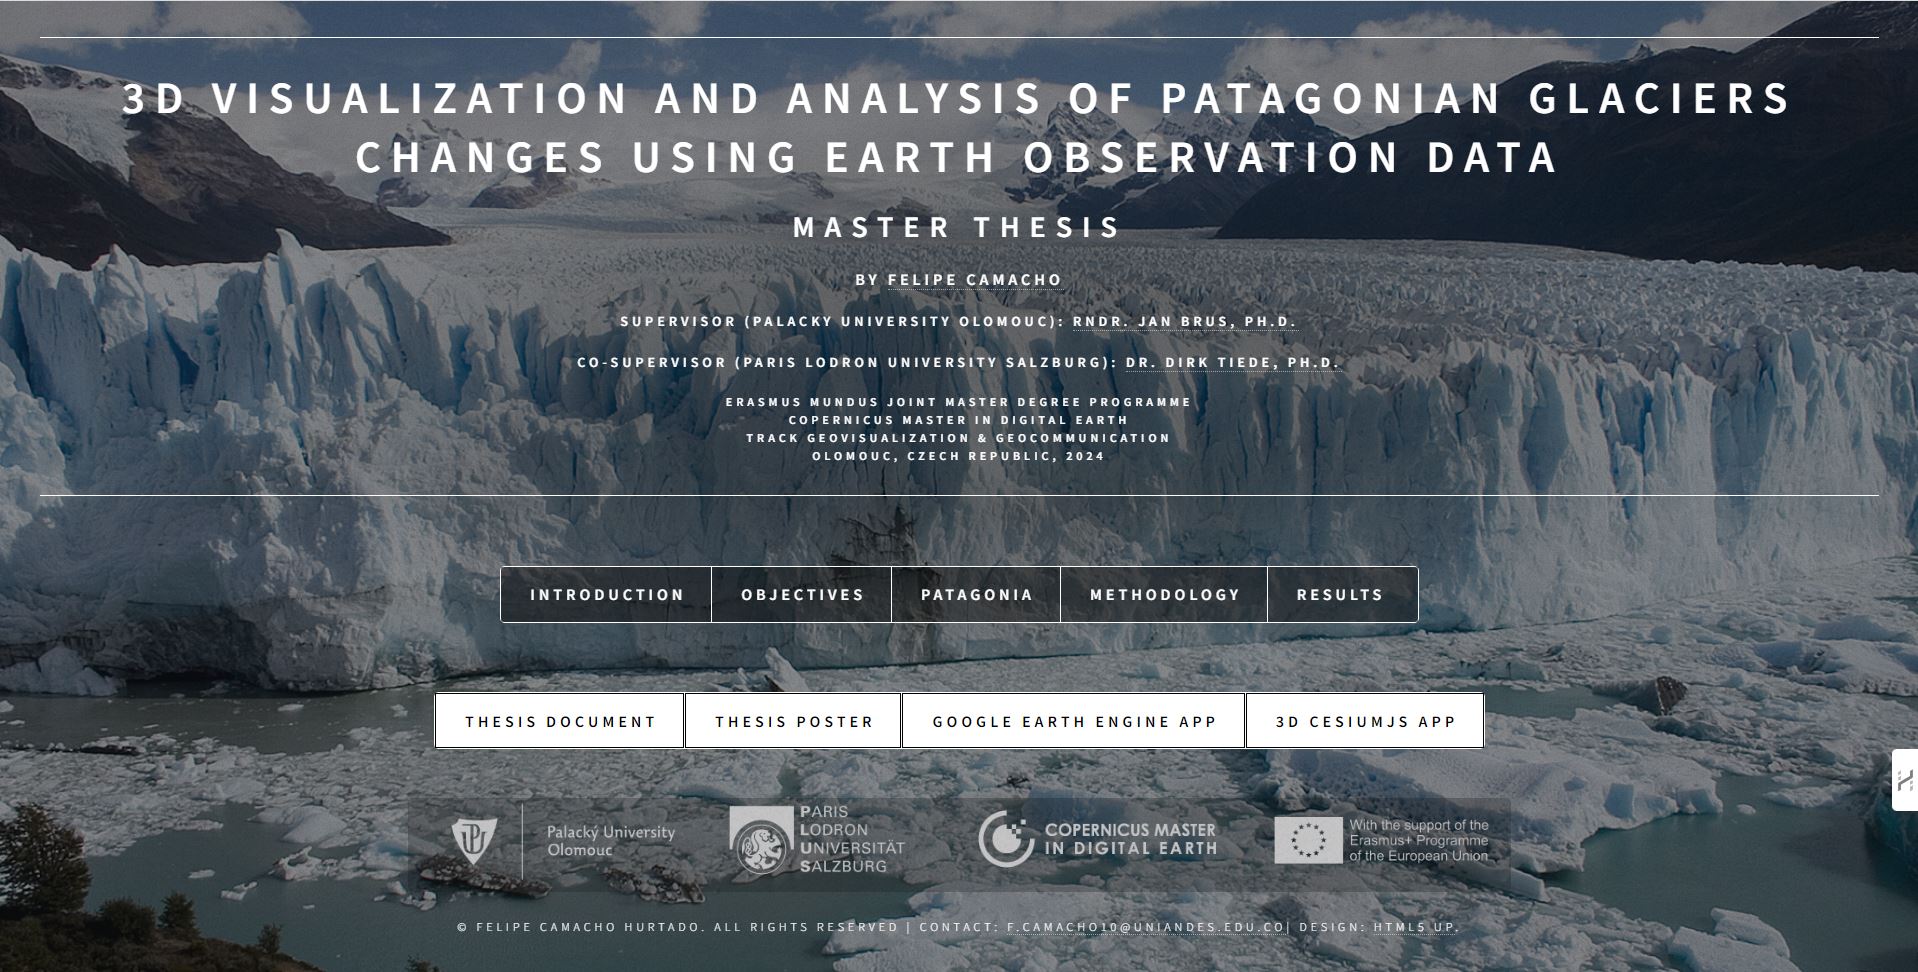 3D VISUALIZATION AND ANALYSIS OF PATAGONIAN GLACIERS
CHANGES USING EARTH OBSERVATION DATA
MASTER THESIS
BY FELIPE CAMACHO
SUPERVISOR (PALACKY UNIVERSITY OLOMOUC): RNDR. JAN BRUS, PH.D.
CO-SUPERVISOR (PARIS LODRON UNIVERSITY SALZBURG): DR. DIRK TIEDE, PH.D.
ERASMUS MUNDUS JOINT MASTER DEGREE PROGRAMME
COPERNICUS MASTER IN DIGITAL EARTH
TRACK GEOVISUALIZATION & GEOCOMMUNICATION
OLOMOUC, CZECH REPUBLIC, 2024
INTRODUCTION OBJECTIVES PATAGONIA METHODOLOGY RESULTS
THESIS DOCUMENT THESIS POSTER GOOGLE EARTH ENGINE APP 3D CESIUMJS APP
Palacký University
Olomouc
PARIS
LODRON
UNIVERSITÄT
SALZBURG
COPERNICUS MASTER
IN DIGITAL EARTH
With the support of the
Erasmus+ Programme
of the European Union
© FELIPE CAMACHO HURTADO. ALL RIGHTS RESERVED | CONTACT: F.CAMACHO10@UNIANDES.EDU.CO| DESIGN: HTML5 UP.